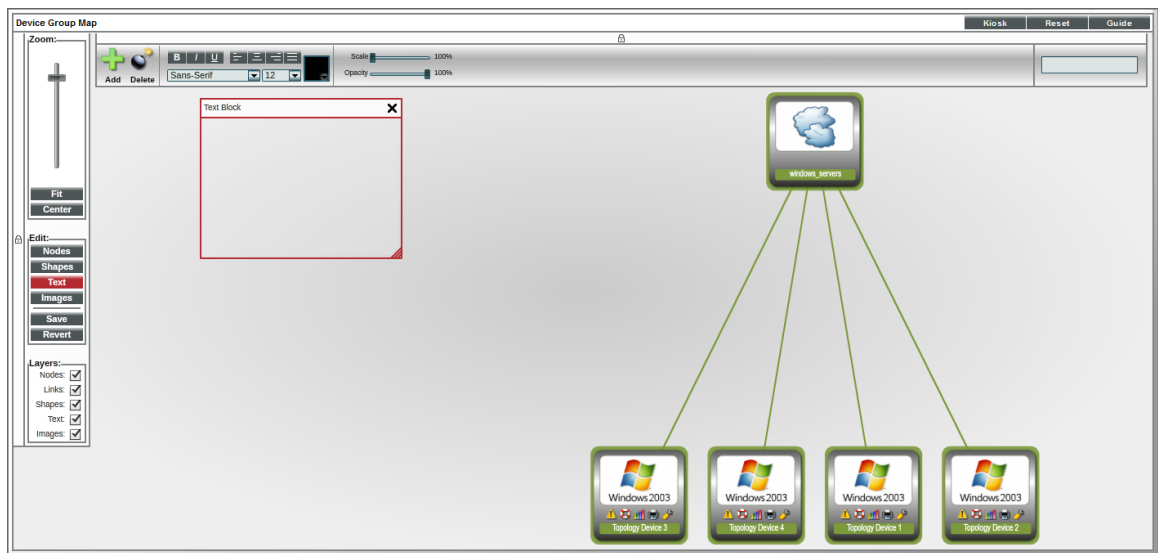 Device Group Map
Kiosk Reset Guide
Zoom:
Add Delete
B I U
Sans-Serif 12
Scale 100%
Opacity 100%
Fit
Center
Edit:
Nodes
Shapes
Text
Images
Save
Revert
Layers:
Nodes:
Links:
Shapes:
Text:
Images:
Text Block
windows_servers
Windows 2003 Windows 2003 Windows 2003 Windows 2003
Topology Device 3 Topology Device 4 Topology Device 1 Topology Device 2